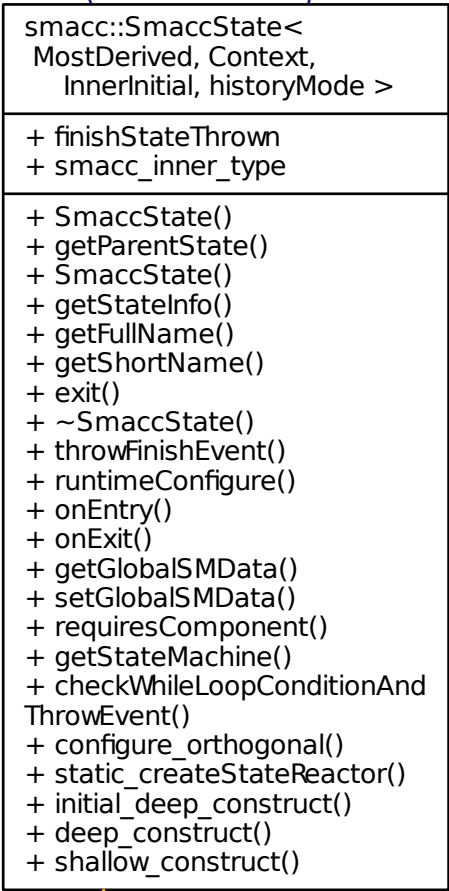 smacc::SmaccState<
MostDerived, Context,
InnerInitial, historyMode >
+ finishStateThrown
+ smacc_inner_type
+ SmaccState()
+ getParentState()
+ SmaccState()
+ getStateInfo()
+ getFullName()
+ getShortName()
+ exit()
+ ~SmaccState()
+ throwFinishEvent()
+ runtimeConfigure()
+ onEntry()
+ onExit()
+ getGlobalSMData()
+ setGlobalSMData()
+ requiresComponent()
+ getStateMachine()
+ checkWhileLoopConditionAnd
ThrowEvent()
+ configure_orthogonal()
+ static_createStateReactor()
+ initial_deep_construct()
+ deep_construct()
+ shallow_construct()